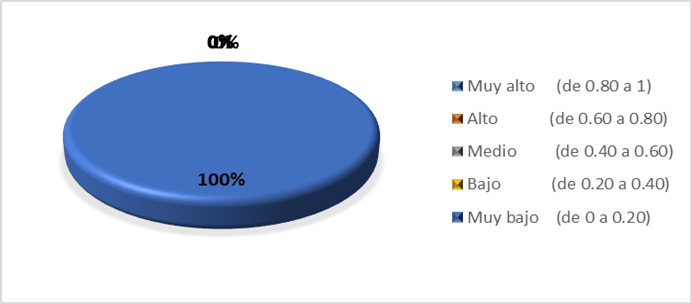 0%
Muy alto (de 0.80 a 1)
Alto (de 0.60 a 0.80)
Medio (de 0.40 a 0.60)
100%
Bajo (de 0.20 a 0.40)
Muy bajo (de 0 a 0.20)